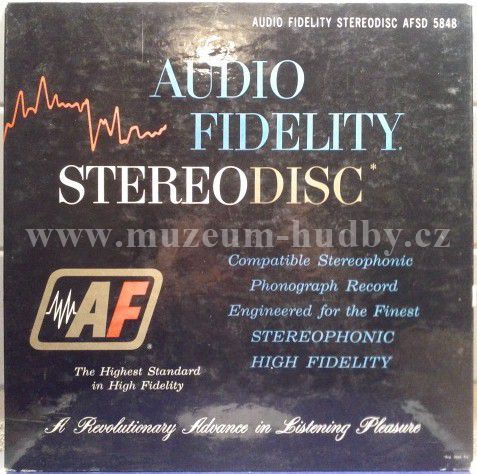 AUDIO FIDELITY STEREODISC AFSD 5848
AUDIO
FIDELITY.
STEREODISC*
www.muzeum-hudby.cz
Compatible Stereophonic
Phonograph Record
Engineered for the Finest
STEREOPHONIC
HIGH FIDELITY
AF®
The Highest Standard
in High Fidelity
A Revolutionary Advance in Listening Pleasure